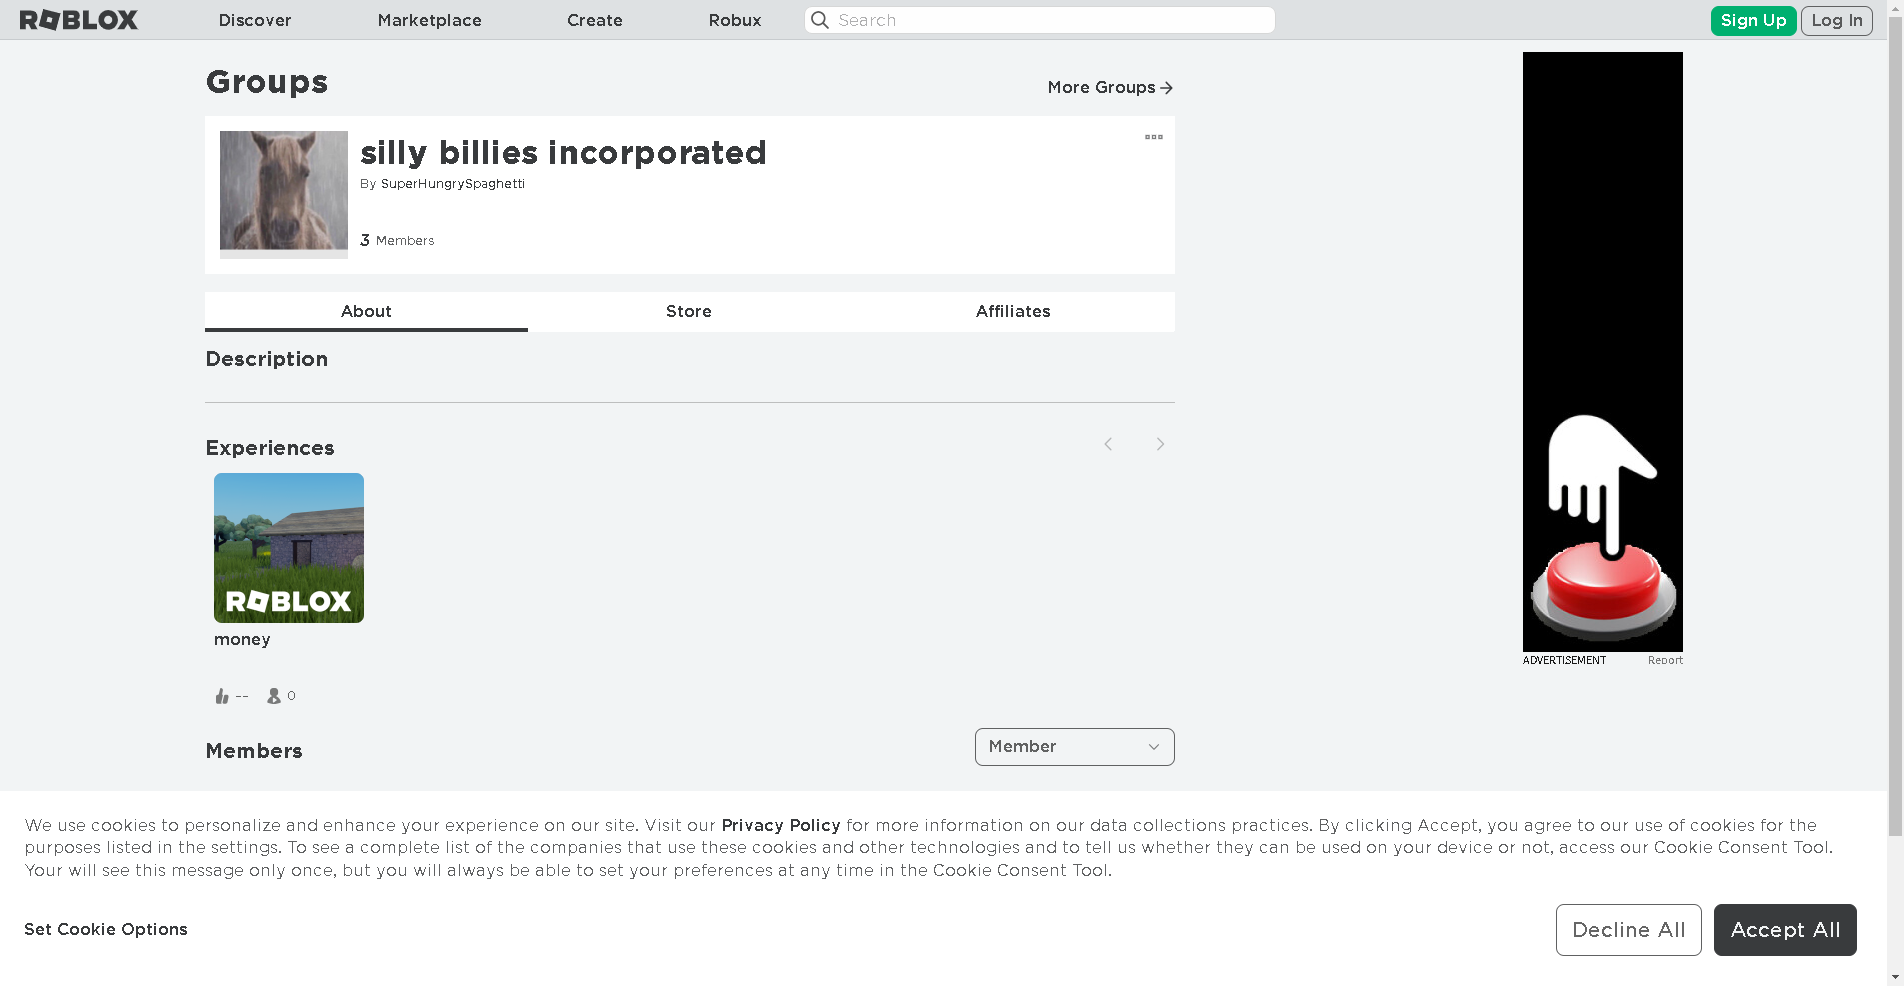 ROBLOX
Discover
Marketplace
Create
Robux
Search
Sign Up
Log In
Groups
More Groups
silly billies incorporated
By SuperHungrySpaghetti
3 Members
About
Store
Affiliates
Description
Experiences
ROBLOX
money
--
0
ADVERTISEMENT
Report
Members
Member
We use cookies to personalize and enhance your experience on our site. Visit our Privacy Policy for more information on our data collections practices. By clicking Accept, you agree to our use of cookies for the
purposes listed in the settings. To see a complete list of the companies that use these cookies and other technologies and to tell us whether they can be used on your device or not, access our Cookie Consent Tool.
Your will see this message only once, but you will always be able to set your preferences at any time in the Cookie Consent Tool.
Set Cookie Options
Decline All
Accept All